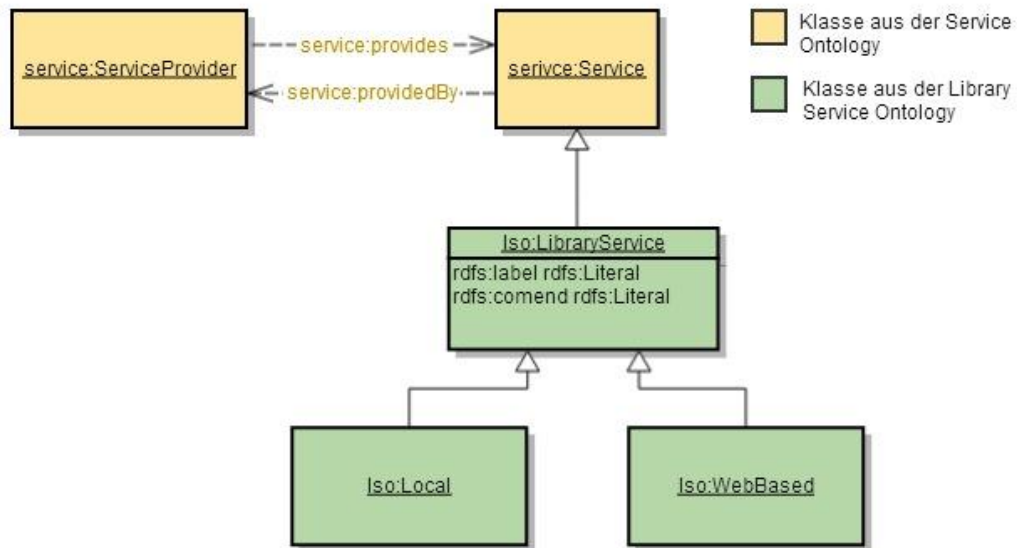 service:ServiceProvider
service:provides
service:providedBy
serivce:Service
Klasse aus der Service
Ontology
Klasse aus der Library
Service Ontology
lso:LibraryService
rdfs:label rdfs:Literal
rdfs:comend rdfs:Literal
lso:Local
lso:WebBased